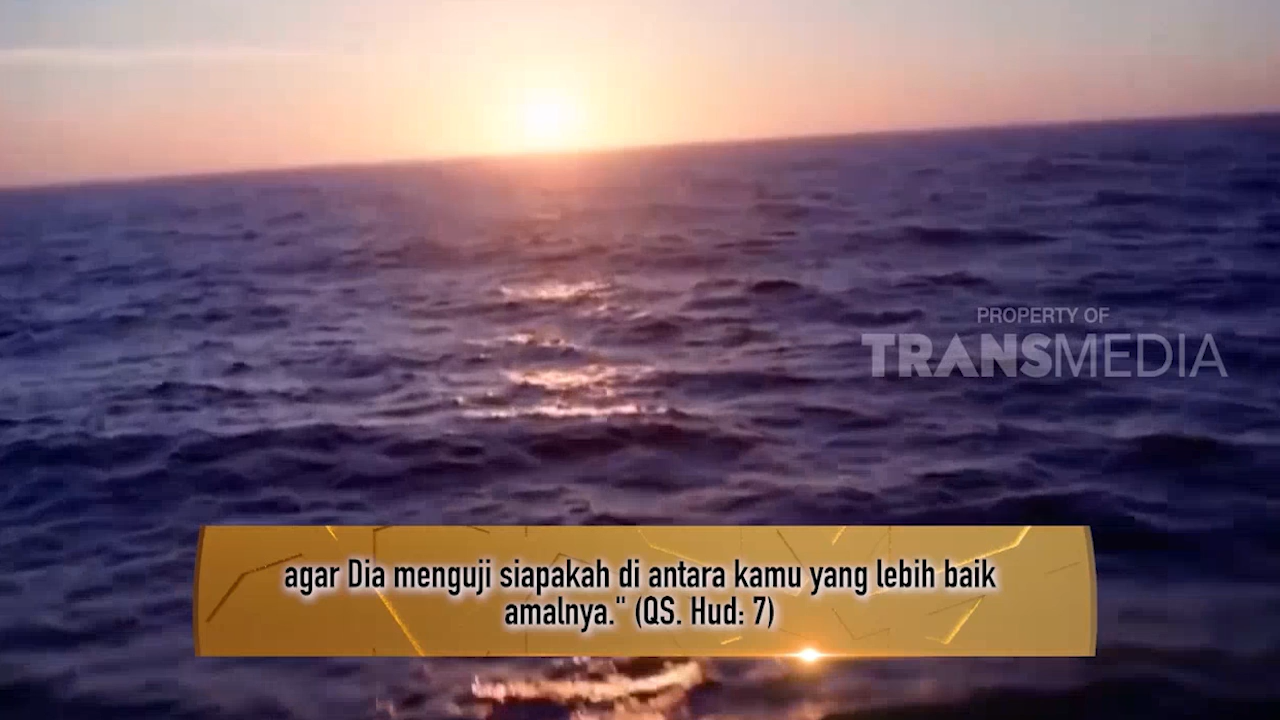 PROPERTY OF
TRANSMEDIA
agar Dia menguji siapakah di antara kamu yang lebih baik
amalnya." (QS. Hud: 7)